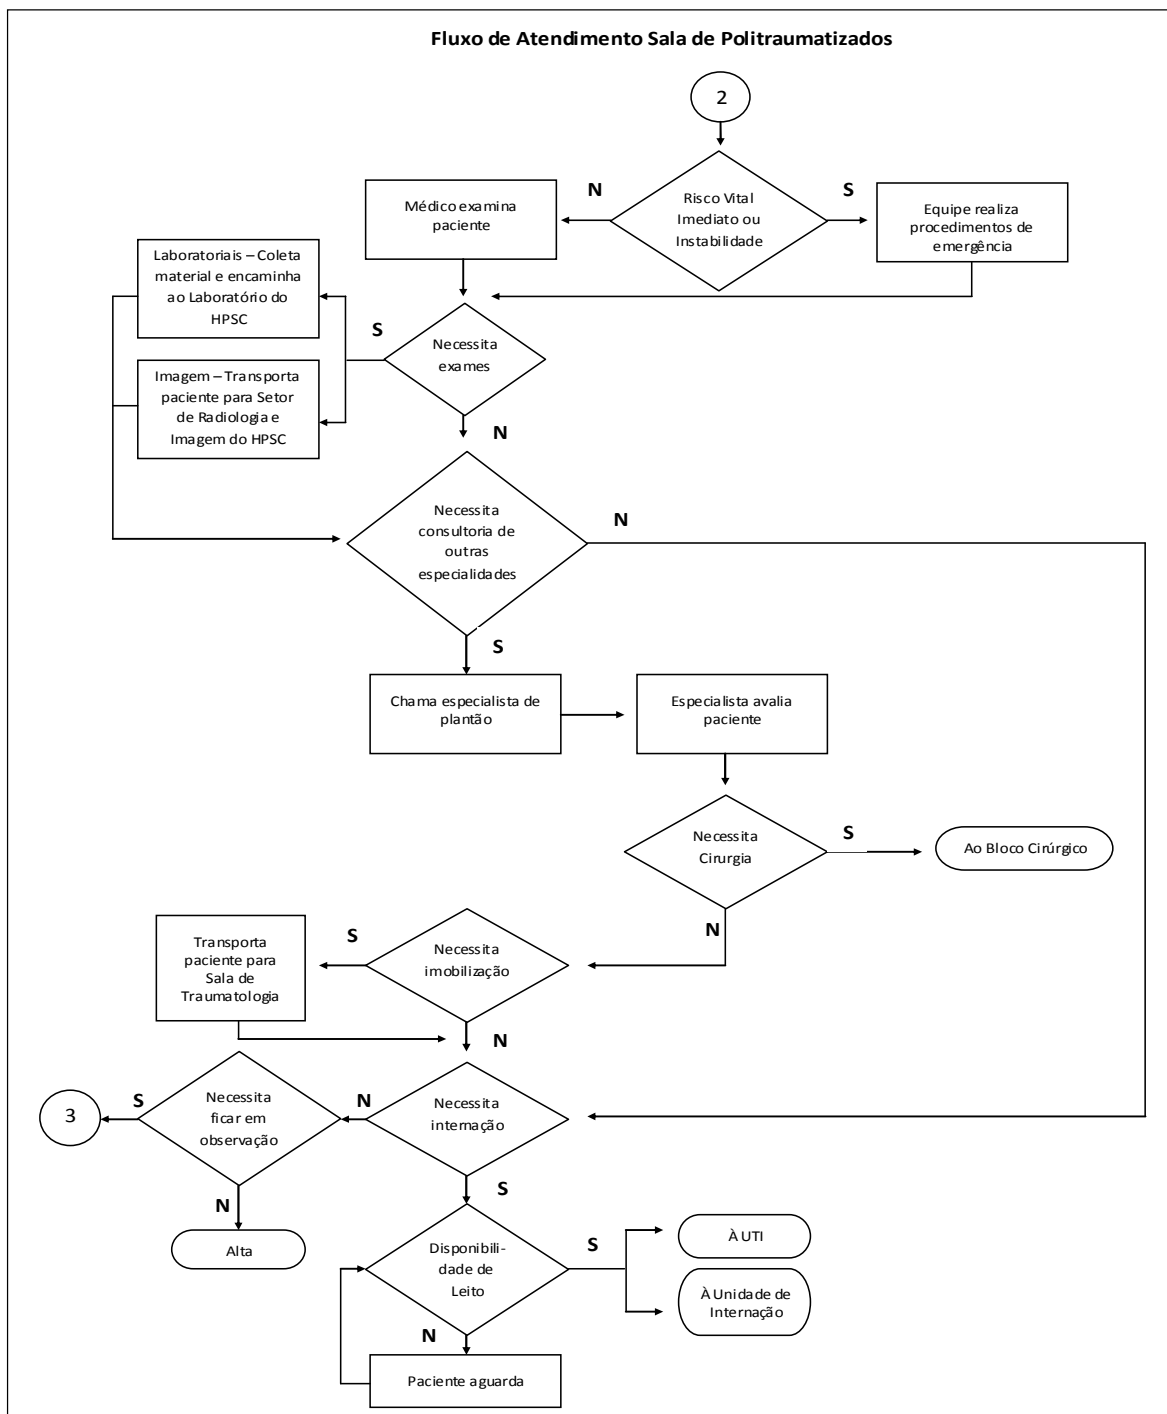 Fluxo de Atendimento Sala de Politraumatizados
2
N
S
Risco Vital
Imediato ou
Instabilidade
Médico examina
paciente
Equipe realiza
procedimentos de
emergência
Laboratoriais – Coleta
material e encaminha
ao Laboratório do
HPSC
S
Necessita
exames
Imagem – Transporta
paciente para Setor
de Radiologia e
Imagem do HPSC
N
Necessita
consultoria de
outras
especialidades
N
S
Chama especialista de
plantão
Especialista avalia
paciente
Necessita
Cirurgia
S
Ao Bloco Cirúrgico
N
Transporta
paciente para
Sala de
Traumatologia
S
Necessita
imobilização
N
3
S
Necessita
ficar em
observação
N
Necessita
internação
N
Alta
S
Disponibili-
dade de
Leito
S
À UTI
À Unidade de
Internação
N
Paciente aguarda